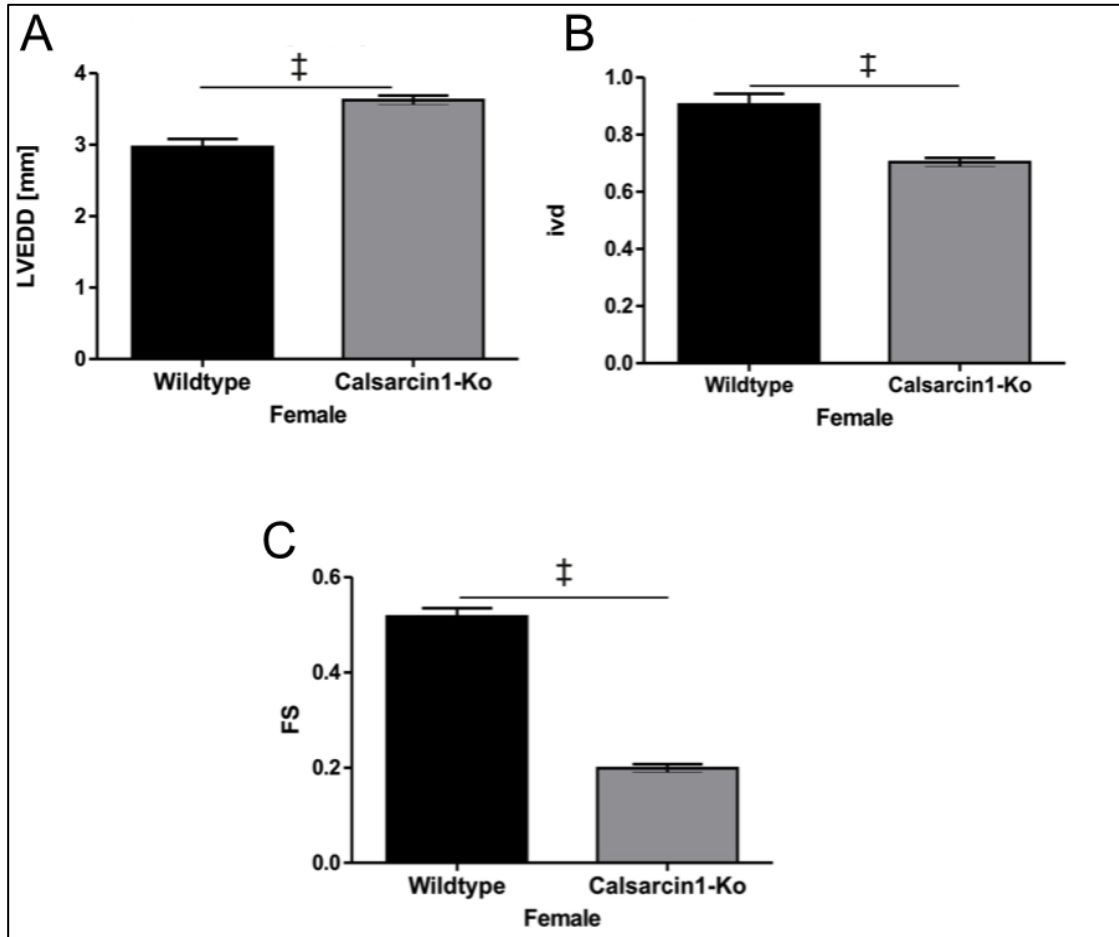 A
‡
LVEDD [mm]
4
3
2
1
0
Wildtype Calsarcin1-Ko
Female
B
‡
ivd
1.0
0.8
0.6
0.4
0.2
0.0
Wildtype Calsarcin1-Ko
Female
C
‡
FS
0.6
0.4
0.2
0.0
Wildtype Calsarcin1-Ko
Female